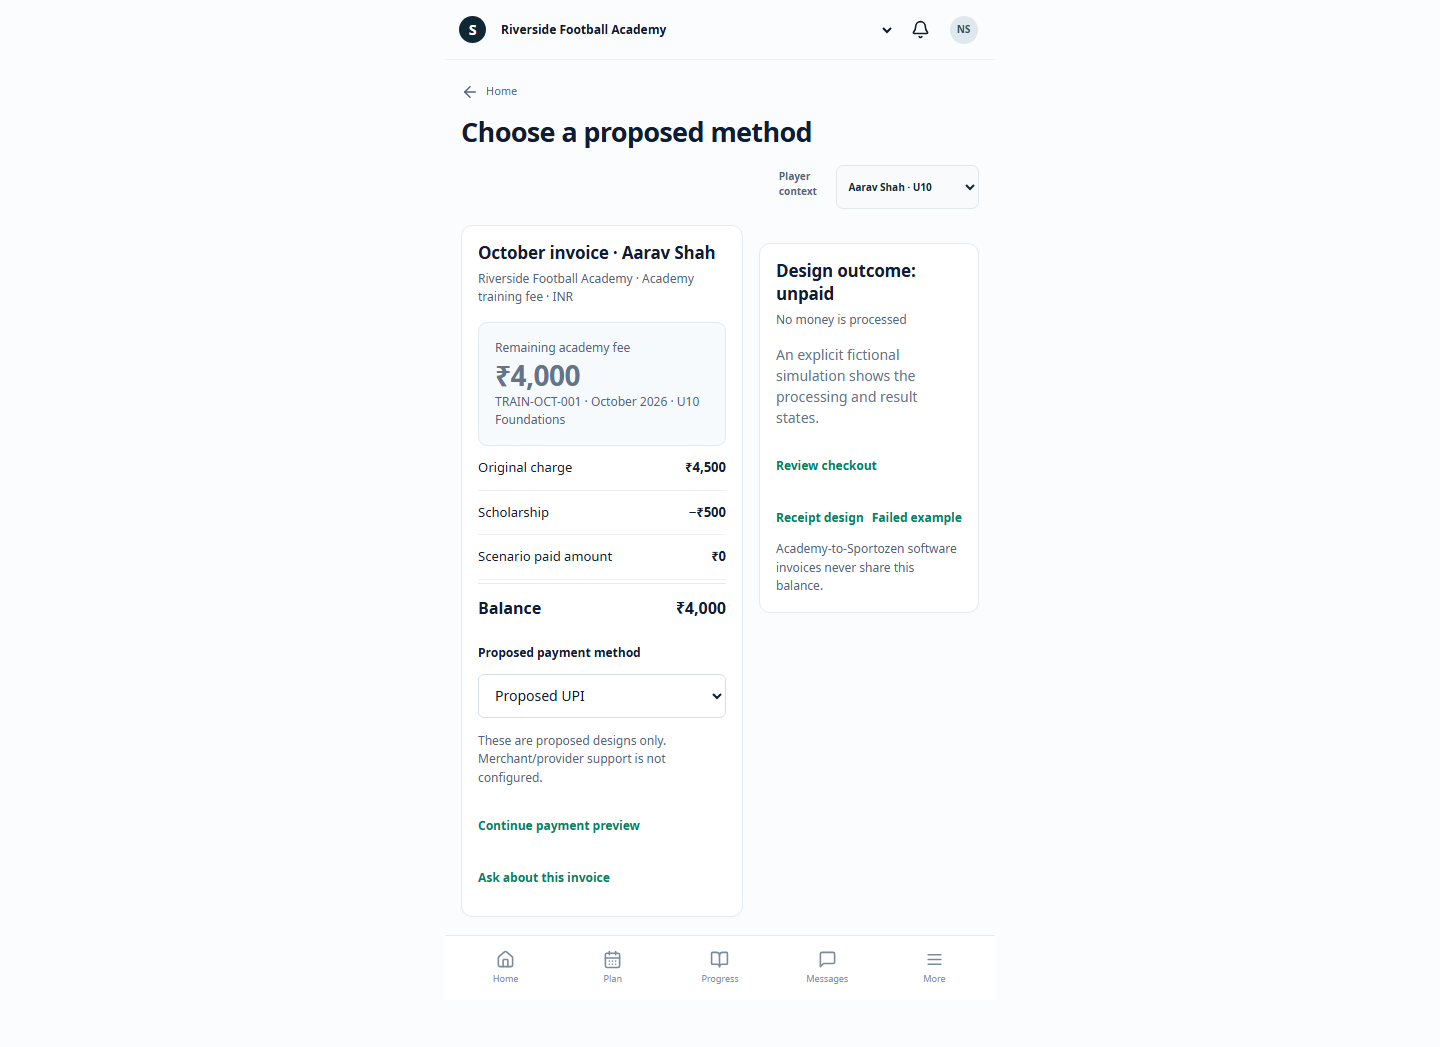 S
Riverside Football Academy
NS
Home
Choose a proposed method
Player
context
Aarav Shah · U10
October invoice · Aarav Shah
Riverside Football Academy · Academy
training fee · INR
Remaining academy fee
₹4,000
TRAIN-OCT-001 · October 2026 · U10
Foundations
Original charge ₹4,500
Scholarship −₹500
Scenario paid amount ₹0
Balance ₹4,000
Proposed payment method
Proposed UPI
These are proposed designs only.
Merchant/provider support is not
configured.
Continue payment preview
Ask about this invoice
Design outcome:
unpaid
No money is processed
An explicit fictional
simulation shows the
processing and result
states.
Review checkout
Receipt design Failed example
Academy-to-Sportozen software
invoices never share this
balance.
Home Plan Progress Messages More